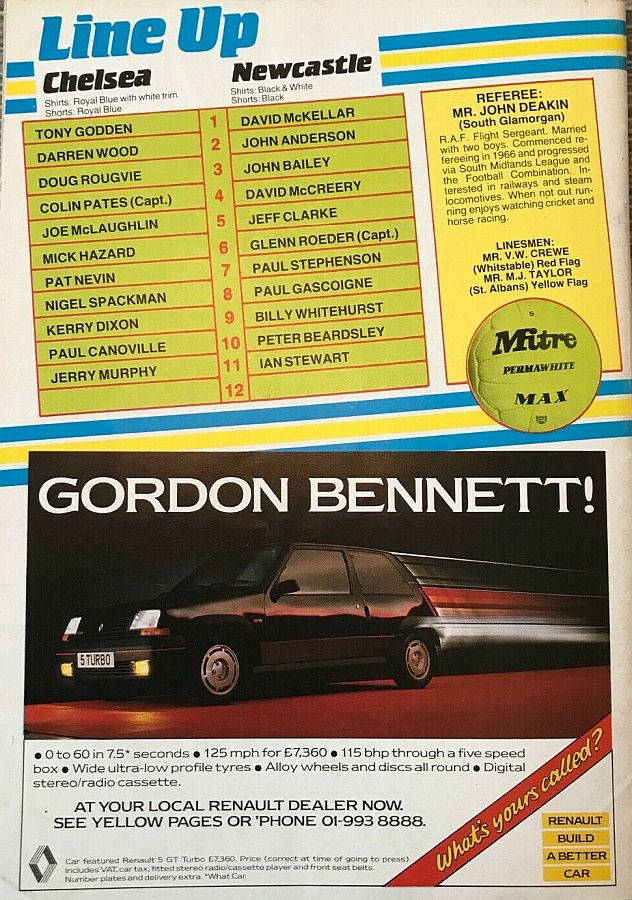 Line Up
Chelsea
Shirts: Royal Blue with white trim.
Shorts: Royal Blue
Newcastle
Shirts: Black & White
Shorts: Black
TONY GODDEN 1 DAVID McKELLAR
DARREN WOOD 2 JOHN ANDERSON
DOUG ROUGVIE 3 JOHN BAILEY
COLIN PATES (Capt.) 4 DAVID McCREERY
JOE McLAUGHLIN 5 JEFF CLARKE
MICK HAZARD 6 GLENN ROEDER (Capt.)
PAT NEVIN 7 PAUL STEPHENSON
NIGEL SPACKMAN 8 PAUL GASCOIGNE
KERRY DIXON 9 BILLY WHITEHURST
PAUL CANOVILLE 10 PETER BEARDSLEY
JERRY MURPHY 11 IAN STEWART
12
REFEREE:
MR. JOHN DEAKIN
(South Glamorgan)
R.A.F. Flight Sergeant. Married
with two boys. Commenced re-
fereeing in 1966 and progressed
via South Midlands League and
the Football Combination. In-
terested in railways and steam
locomotives. When not out run-
ning enjoys watching cricket and
horse racing.
LINESMEN:
MR. V.W. CREWE
(Whitstable) Red Flag
MR. M.J. TAYLOR
(St. Albans) Yellow Flag
5
Mitre
PERMAWHITE
MAX
GORDON BENNETT!
5 TURBO
● 0 to 60 in 7.5* seconds ● 125 mph for £7,360 ● 115 bhp through a five speed
box ● Wide ultra-low profile tyres ● Alloy wheels and discs all round ● Digital
stereo/radio cassette.
AT YOUR LOCAL RENAULT DEALER NOW.
SEE YELLOW PAGES OR 'PHONE 01-993 8888.
What's yours called?
RENAULT
BUILD
A BETTER
CAR
Car featured Renault 5 GT Turbo £7,360. Price (correct at time of going to press)
includes VAT, car tax, fitted stereo radio/cassette player and front seat belts.
Number plates and delivery extra. *What Car.